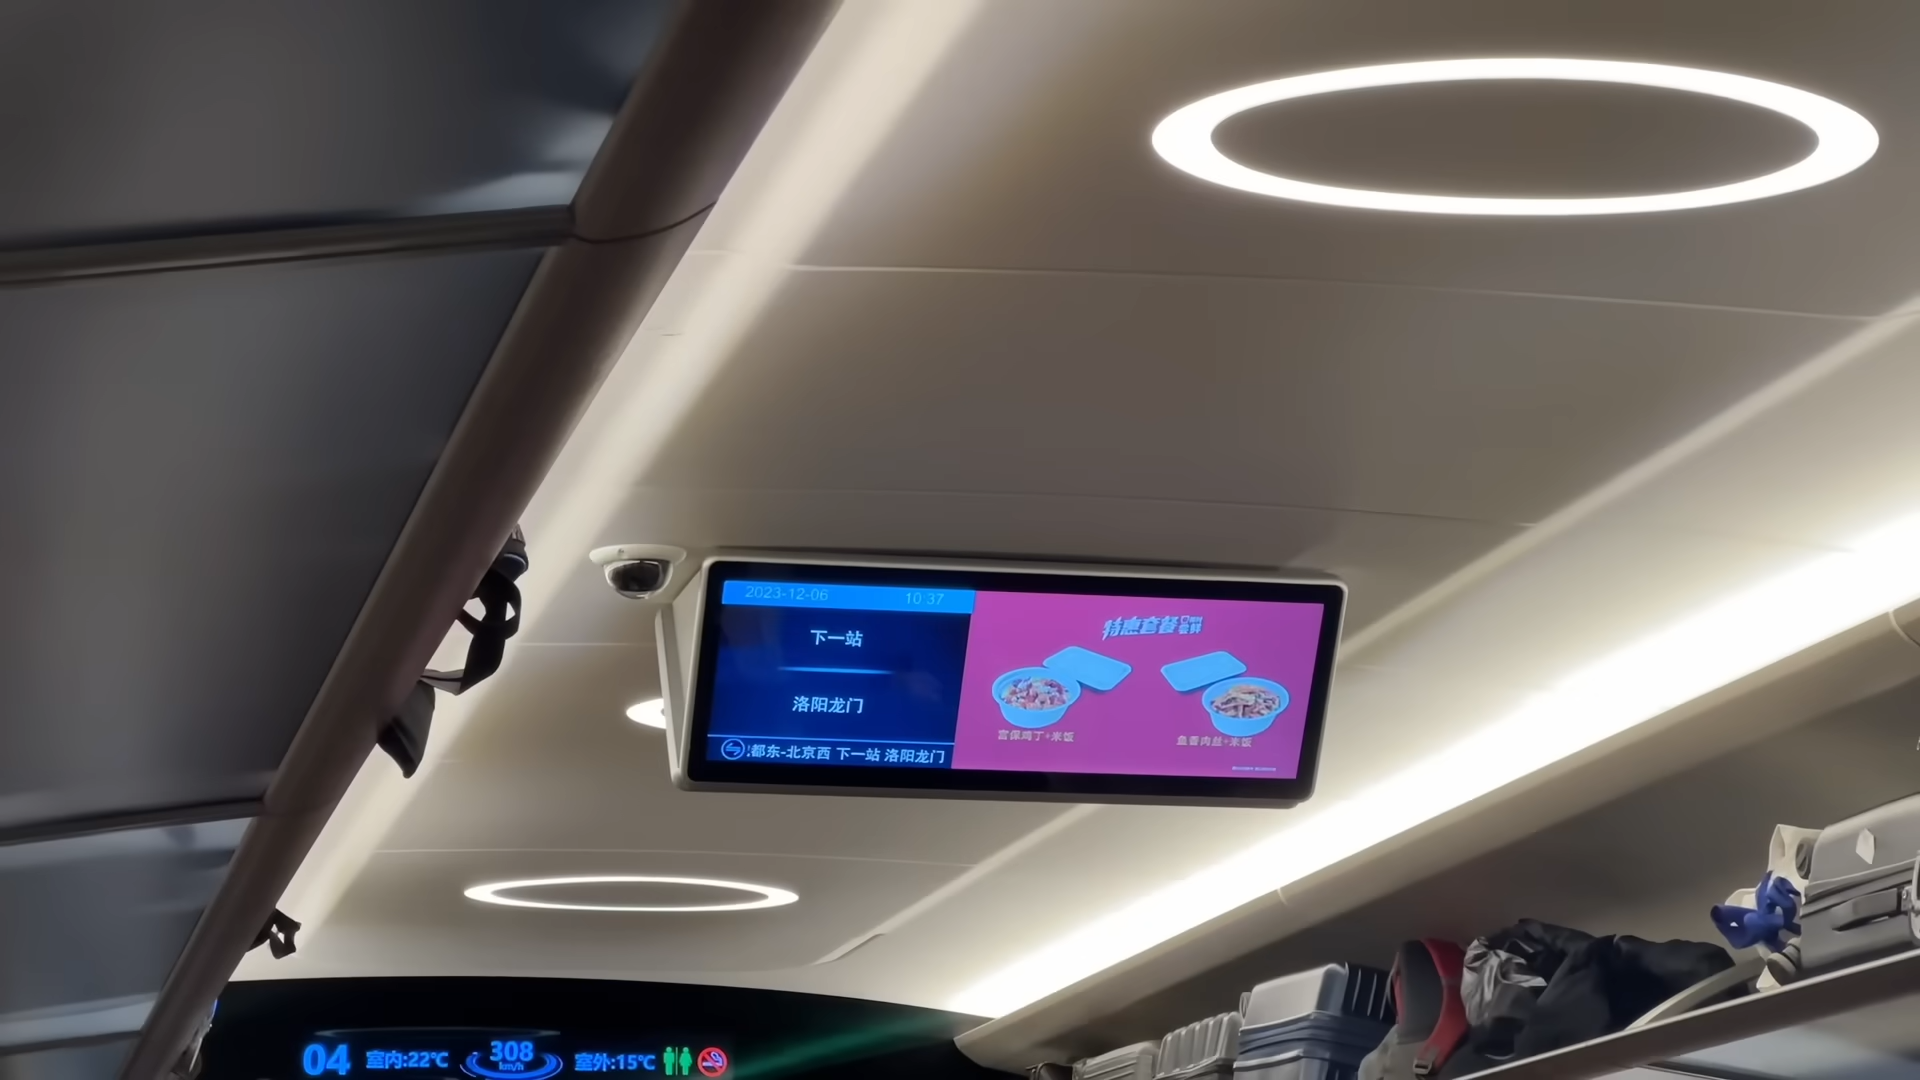 2023-12-06 10:37
下一站
洛阳龙门
都东-北京西 下一站 洛阳龙门
特惠套餐 尝鲜
宫保鸡丁+米饭
鱼香肉丝+米饭
04 室内:22℃ 308 km/h 室外:15℃